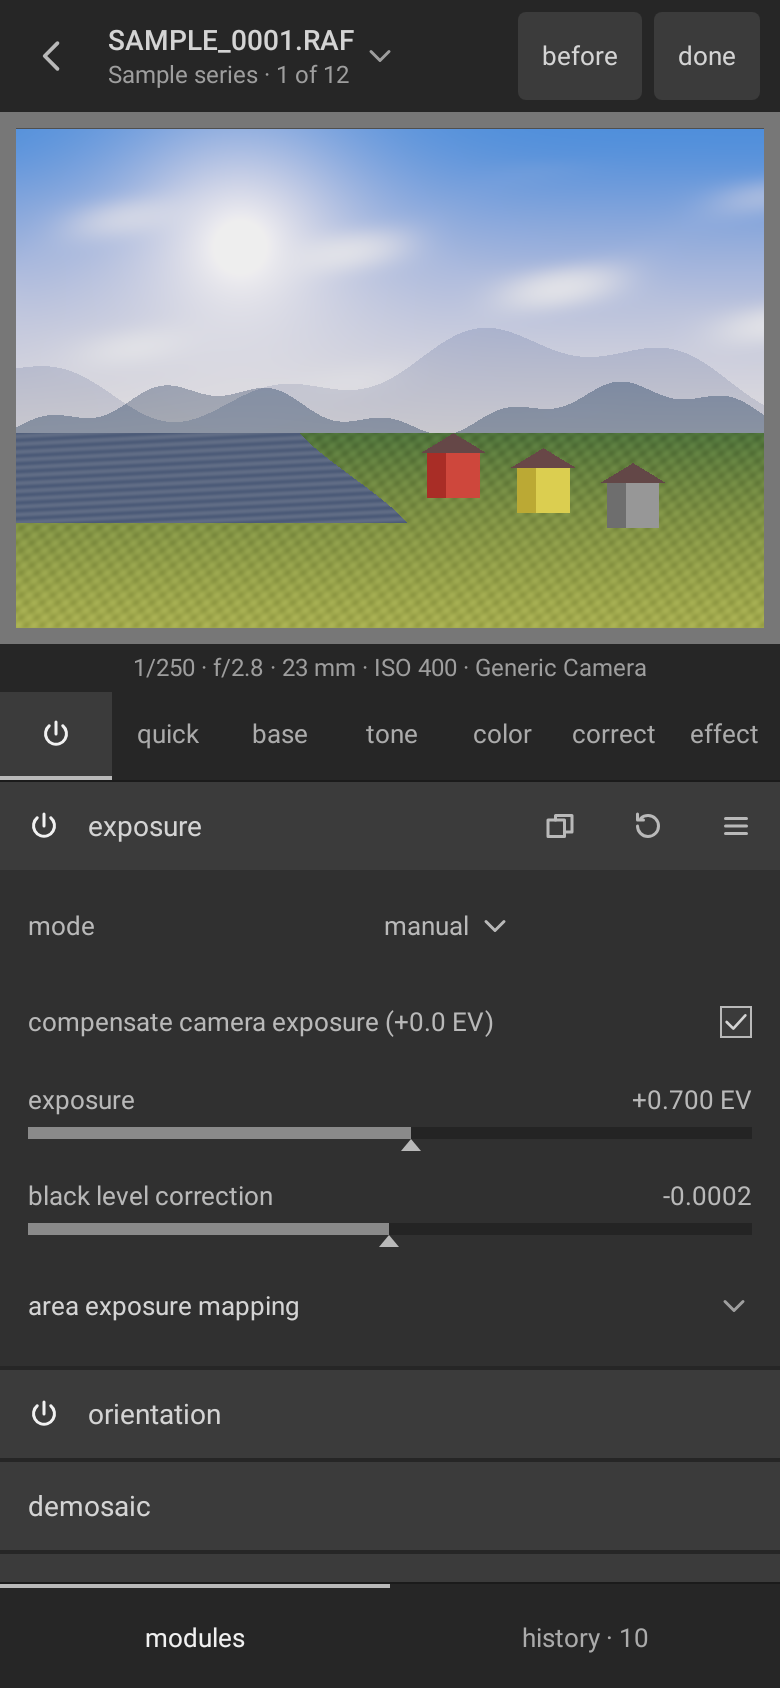 SAMPLE_0001.RAF
Sample series · 1 of 12
before
done
1/250 · f/2.8 · 23 mm · ISO 400 · Generic Camera
quick base tone color correct effect
exposure
mode manual
compensate camera exposure (+0.0 EV)
exposure +0.700 EV
black level correction -0.0002
area exposure mapping
orientation
demosaic
modules history · 10